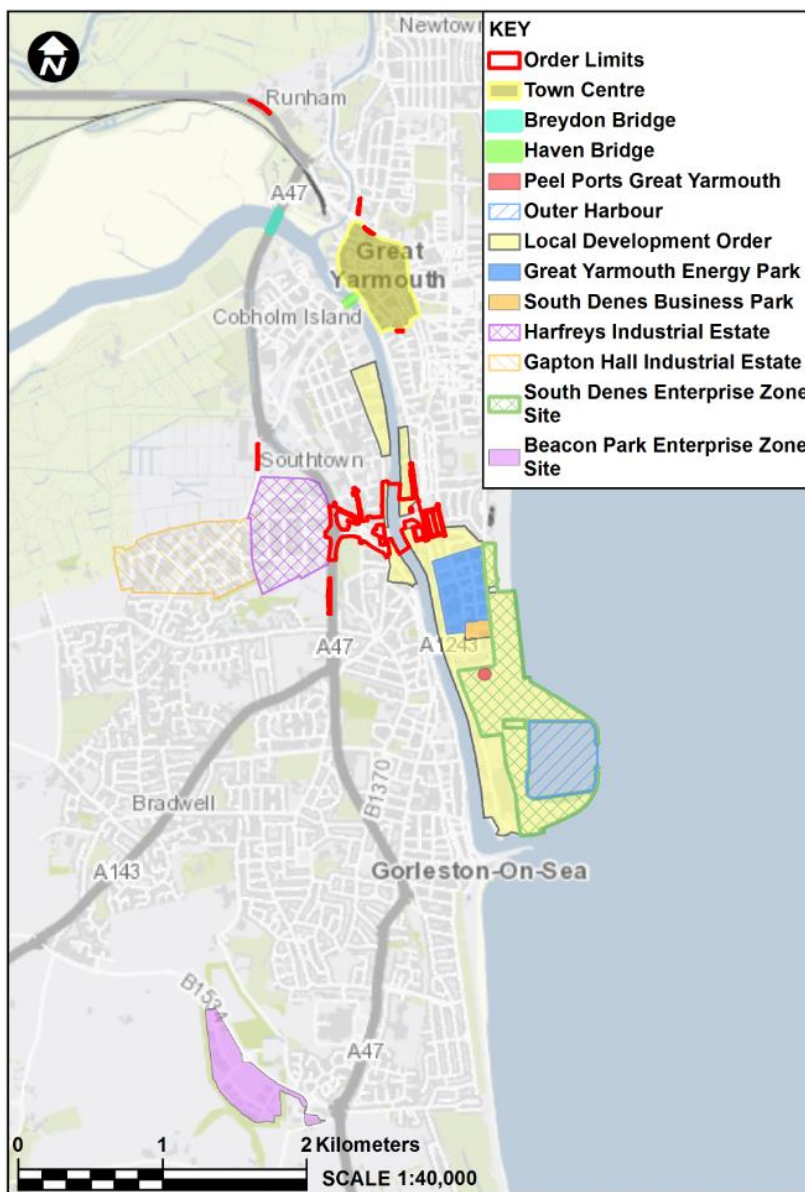 N
Newtown
Runham
A47
Great
Yarmouth
Cobholm Island
Southtown
A47
A1243
B1370
Bradwell
A143
Gorleston-On-Sea
B1534
A47
KEY
Order Limits
Town Centre
Breydon Bridge
Haven Bridge
Peel Ports Great Yarmouth
Outer Harbour
Local Development Order
Great Yarmouth Energy Park
South Denes Business Park
Harfreys Industrial Estate
Gapton Hall Industrial Estate
South Denes Enterprise Zone
Site
Beacon Park Enterprise Zone
Site
0 1 2 Kilometers
SCALE 1:40,000